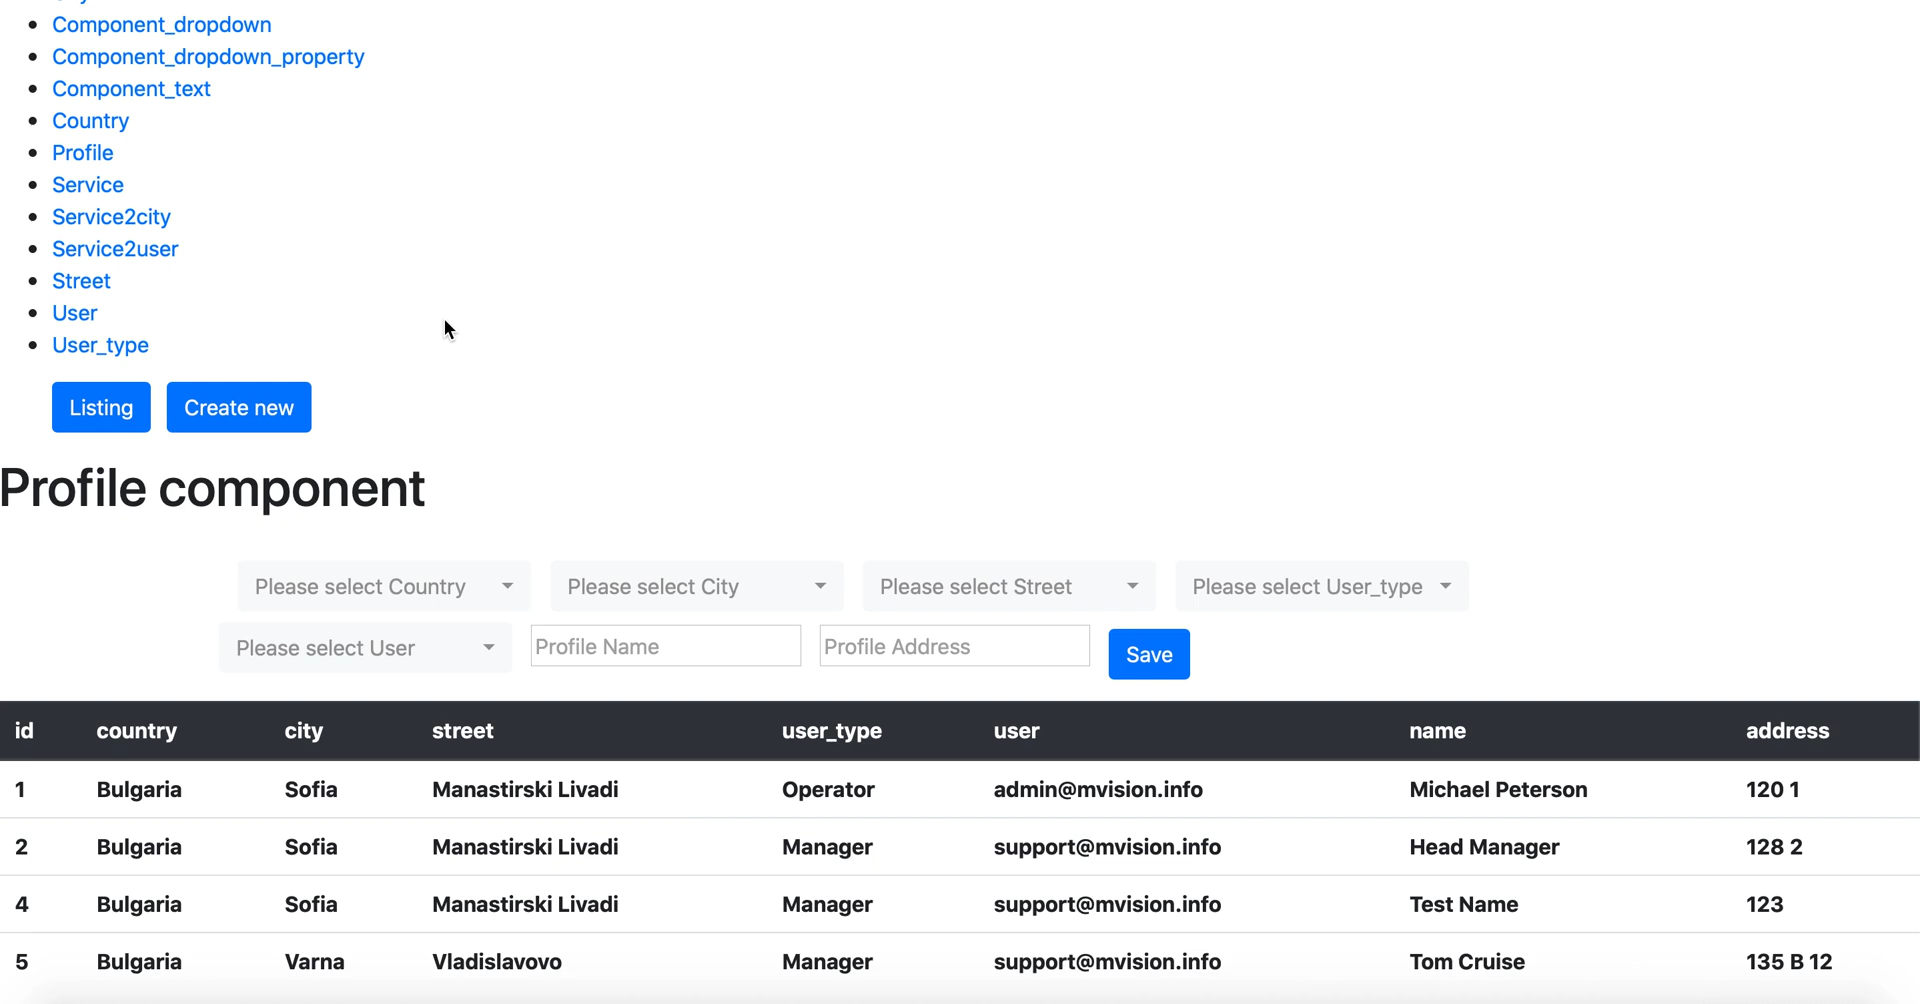 Component_dropdown
Component_dropdown_property
Component_text
Country
Profile
Service
Service2city
Service2user
Street
User
User_type
Listing Create new
Profile component
Please select Country Please select City Please select Street Please select User_type
Please select User Profile Name Profile Address Save
id country city street user_type user name address
1 Bulgaria Sofia Manastirski Livadi Operator admin@mvision.info Michael Peterson 120 1
2 Bulgaria Sofia Manastirski Livadi Manager support@mvision.info Head Manager 128 2
4 Bulgaria Sofia Manastirski Livadi Manager support@mvision.info Test Name 123
5 Bulgaria Varna Vladislavovo Manager support@mvision.info Tom Cruise 135 B 12